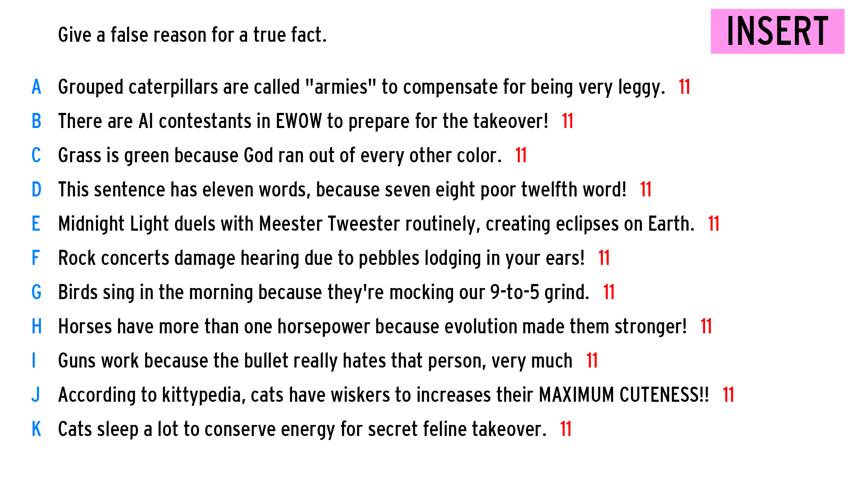 Give a false reason for a true fact.
INSERT
A Grouped caterpillars are called "armies" to compensate for being very leggy. 11
B There are AI contestants in EWOW to prepare for the takeover! 11
C Grass is green because God ran out of every other color. 11
D This sentence has eleven words, because seven eight poor twelfth word! 11
E Midnight Light duels with Meester Tweester routinely, creating eclipses on Earth. 11
F Rock concerts damage hearing due to pebbles lodging in your ears! 11
G Birds sing in the morning because they're mocking our 9-to-5 grind. 11
H Horses have more than one horsepower because evolution made them stronger! 11
I Guns work because the bullet really hates that person, very much 11
J According to kittypedia, cats have wiskers to increases their MAXIMUM CUTENESS!! 11
K Cats sleep a lot to conserve energy for secret feline takeover. 11